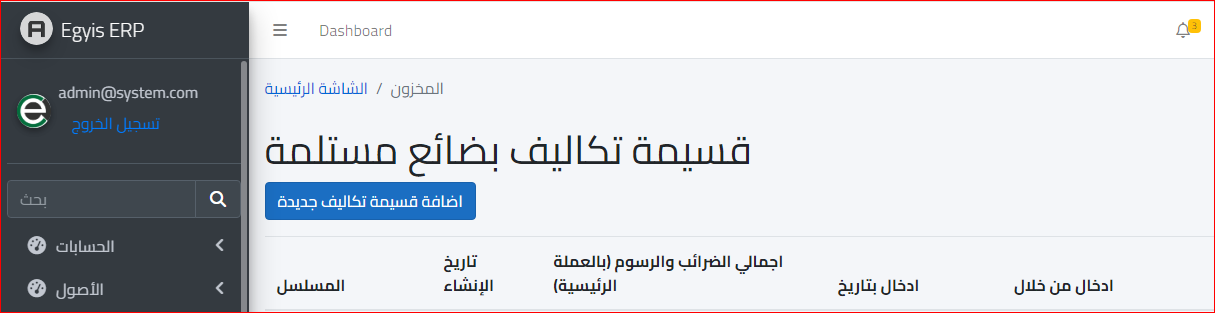 Egyis ERP
Dashboard
3
admin@system.com
تسجيل الخروج
بحث
الحسابات
الأصول
الشاشة الرئيسية / المخزون
قسيمة تكاليف بضائع مستلمة
اضافة قسيمة تكاليف جديدة
المسلسل
تاريخ
الإنشاء
اجمالي الضرائب والرسوم (بالعملة
الرئيسية)
ادخال بتاريخ
ادخال من خلال